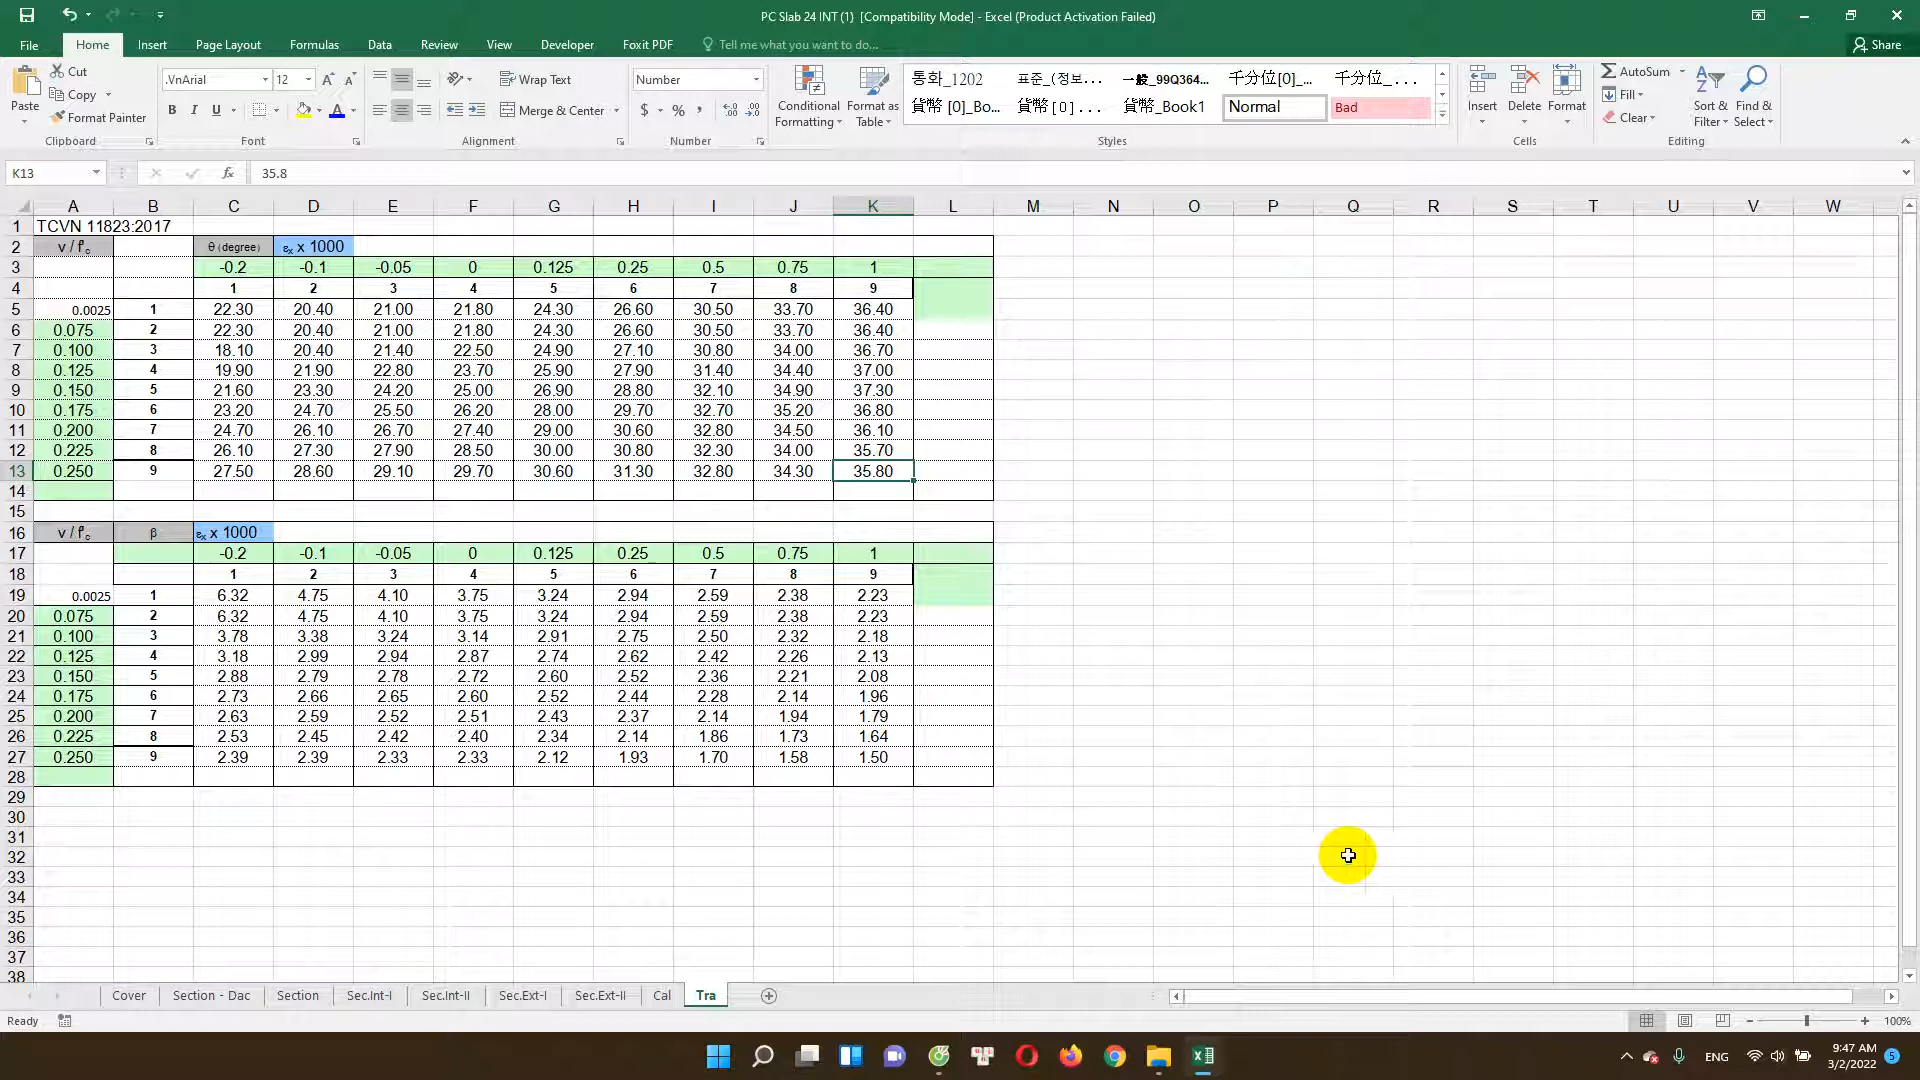 PC Slab 24 INT (1)  [Compatibility Mode] - Excel (Product Activation Failed)
File Home Insert Page Layout Formulas Data Review View Developer Foxit PDF Tell me what you want to do... Share
Paste Cut Copy Format Painter
.VnArial 12
B I U
Wrap Text
Merge & Center
Number
$ % ,
Conditional Formatting Format as Table
통화_1202 표준_(정보... 一般_99Q364... 千分位[0]_... 千分位_...
貨幣 [0]_Bo... 貨幣[0]... 貨幣_Book1 Normal Bad
Insert Delete Format
AutoSum Fill Clear
Sort & Filter Find & Select
Clipboard Font Alignment Number Styles Cells Editing
K13 fx 35.8
A B C D E F G H I J K L M N O P Q R S T U V W
1 TCVN 11823:2017
2 v / f'c θ (degree) εx x 1000
3 -0.2 -0.1 -0.05 0 0.125 0.25 0.5 0.75 1
4 1 2 3 4 5 6 7 8 9
5 0.0025 1 22.30 20.40 21.00 21.80 24.30 26.60 30.50 33.70 36.40
6 0.075 2 22.30 20.40 21.00 21.80 24.30 26.60 30.50 33.70 36.40
7 0.100 3 18.10 20.40 21.40 22.50 24.90 27.10 30.80 34.00 36.70
8 0.125 4 19.90 21.90 22.80 23.70 25.90 27.90 31.40 34.40 37.00
9 0.150 5 21.60 23.30 24.20 25.00 26.90 28.80 32.10 34.90 37.30
10 0.175 6 23.20 24.70 25.50 26.20 28.00 29.70 32.70 35.20 36.80
11 0.200 7 24.70 26.10 26.70 27.40 29.00 30.60 32.80 34.50 36.10
12 0.225 8 26.10 27.30 27.90 28.50 30.00 30.80 32.30 34.00 35.70
13 0.250 9 27.50 28.60 29.10 29.70 30.60 31.30 32.80 34.30 35.80
14
15
16 v / f'c β εx x 1000
17 -0.2 -0.1 -0.05 0 0.125 0.25 0.5 0.75 1
18 1 2 3 4 5 6 7 8 9
19 0.0025 1 6.32 4.75 4.10 3.75 3.24 2.94 2.59 2.38 2.23
20 0.075 2 6.32 4.75 4.10 3.75 3.24 2.94 2.59 2.38 2.23
21 0.100 3 3.78 3.38 3.24 3.14 2.91 2.75 2.50 2.32 2.18
22 0.125 4 3.18 2.99 2.94 2.87 2.74 2.62 2.42 2.26 2.13
23 0.150 5 2.88 2.79 2.78 2.72 2.60 2.52 2.36 2.21 2.08
24 0.175 6 2.73 2.66 2.65 2.60 2.52 2.44 2.28 2.14 1.96
25 0.200 7 2.63 2.59 2.52 2.51 2.43 2.37 2.14 1.94 1.79
26 0.225 8 2.53 2.45 2.42 2.40 2.34 2.14 1.86 1.73 1.64
27 0.250 9 2.39 2.39 2.33 2.33 2.12 1.93 1.70 1.58 1.50
28
29
30
31
32
33
34
35
36
37
38
Cover Section - Dac Section Sec.Int-I Sec.Int-II Sec.Ext-I Sec.Ext-II Cal Tra
Ready 100%
ENG 9:47 AM 5
3/2/2022